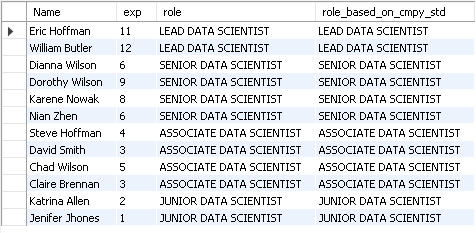 Name exp role role_based_on_cmpy_std
Eric Hoffman 11 LEAD DATA SCIENTIST LEAD DATA SCIENTIST
William Butler 12 LEAD DATA SCIENTIST LEAD DATA SCIENTIST
Dianna Wilson 6 SENIOR DATA SCIENTIST SENIOR DATA SCIENTIST
Dorothy Wilson 9 SENIOR DATA SCIENTIST SENIOR DATA SCIENTIST
Karene Nowak 8 SENIOR DATA SCIENTIST SENIOR DATA SCIENTIST
Nian Zhen 6 SENIOR DATA SCIENTIST SENIOR DATA SCIENTIST
Steve Hoffman 4 ASSOCIATE DATA SCIENTIST ASSOCIATE DATA SCIENTIST
David Smith 3 ASSOCIATE DATA SCIENTIST ASSOCIATE DATA SCIENTIST
Chad Wilson 5 ASSOCIATE DATA SCIENTIST ASSOCIATE DATA SCIENTIST
Claire Brennan 3 ASSOCIATE DATA SCIENTIST ASSOCIATE DATA SCIENTIST
Katrina Allen 2 JUNIOR DATA SCIENTIST JUNIOR DATA SCIENTIST
Jenifer Jhones 1 JUNIOR DATA SCIENTIST JUNIOR DATA SCIENTIST